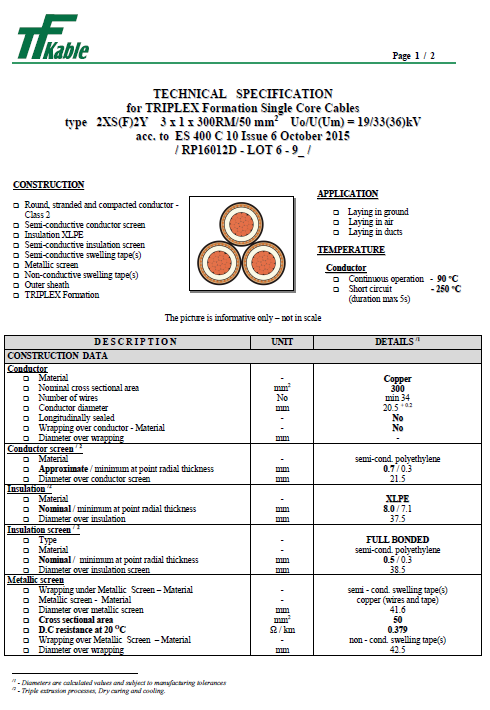 TF Kable
Page 1 / 2
TECHNICAL SPECIFICATION
for TRIPLEX Formation Single Core Cables
type 2XS(F)2Y 3 x 1 x 300RM/50 mm² Uo/U(Um) = 19/33(36)kV
acc. to ES 400 C 10 Issue 6 October 2015
/ RP16012D - LOT 6 - 9_ /
CONSTRUCTION
❑ Round, stranded and compacted conductor -
Class 2
❑ Semi-conductive conductor screen
❑ Insulation XLPE
❑ Semi-conductive insulation screen
❑ Semi-conductive swelling tape(s)
❑ Metallic screen
❑ Non-conductive swelling tape(s)
❑ Outer sheath
❑ TRIPLEX Formation
APPLICATION
❑ Laying in ground
❑ Laying in air
❑ Laying in ducts
TEMPERATURE
Conductor
❑ Continuous operation - 90 °C
❑ Short circuit - 250 °C
(duration max 5s)
The picture is informative only – not in scale
DESCRIPTION UNIT DETAILS /1
CONSTRUCTION DATA
Conductor
❑ Material - Copper
❑ Nominal cross sectional area mm² 300
❑ Number of wires No min 34
❑ Conductor diameter mm 20.5 + 0.2
❑ Longitudinally sealed - No
❑ Wrapping over conductor - Material - No
❑ Diameter over wrapping mm -
Conductor screen / 2
❑ Material - semi-cond. polyethylene
❑ Approximate / minimum at point radial thickness mm 0.7 / 0.3
❑ Diameter over conductor screen mm 21.5
Insulation /2
❑ Material - XLPE
❑ Nominal / minimum at point radial thickness mm 8.0 / 7.1
❑ Diameter over insulation mm 37.5
Insulation screen / 2
❑ Type - FULL BONDED
❑ Material - semi-cond. polyethylene
❑ Nominal / minimum at point radial thickness mm 0.5 / 0.3
❑ Diameter over insulation screen mm 38.5
Metallic screen
❑ Wrapping under Metallic Screen – Material - semi - cond. swelling tape(s)
❑ Metallic screen - Material - copper (wires and tape)
❑ Diameter over metallic screen mm 41.6
❑ Cross sectional area mm² 50
❑ D.C resistance at 20 °C Ω / km 0.379
❑ Wrapping over Metallic Screen – Material - non - cond. swelling tape(s)
❑ Diameter over wrapping mm 42.5
/1 - Diameters are calculated values and subject to manufacturing tolerances
/2 - Triple extrusion processes, Dry curing and cooling.